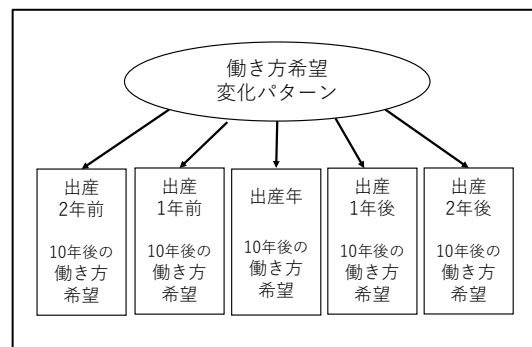 働き方希望
変化パターン
出産
2年前
10年後の
働き方
希望
出産
1年前
10年後の
働き方
希望
出産年
10年後の
働き方
希望
出産
1年後
10年後の
働き方
希望
出産
2年後
10年後の
働き方
希望